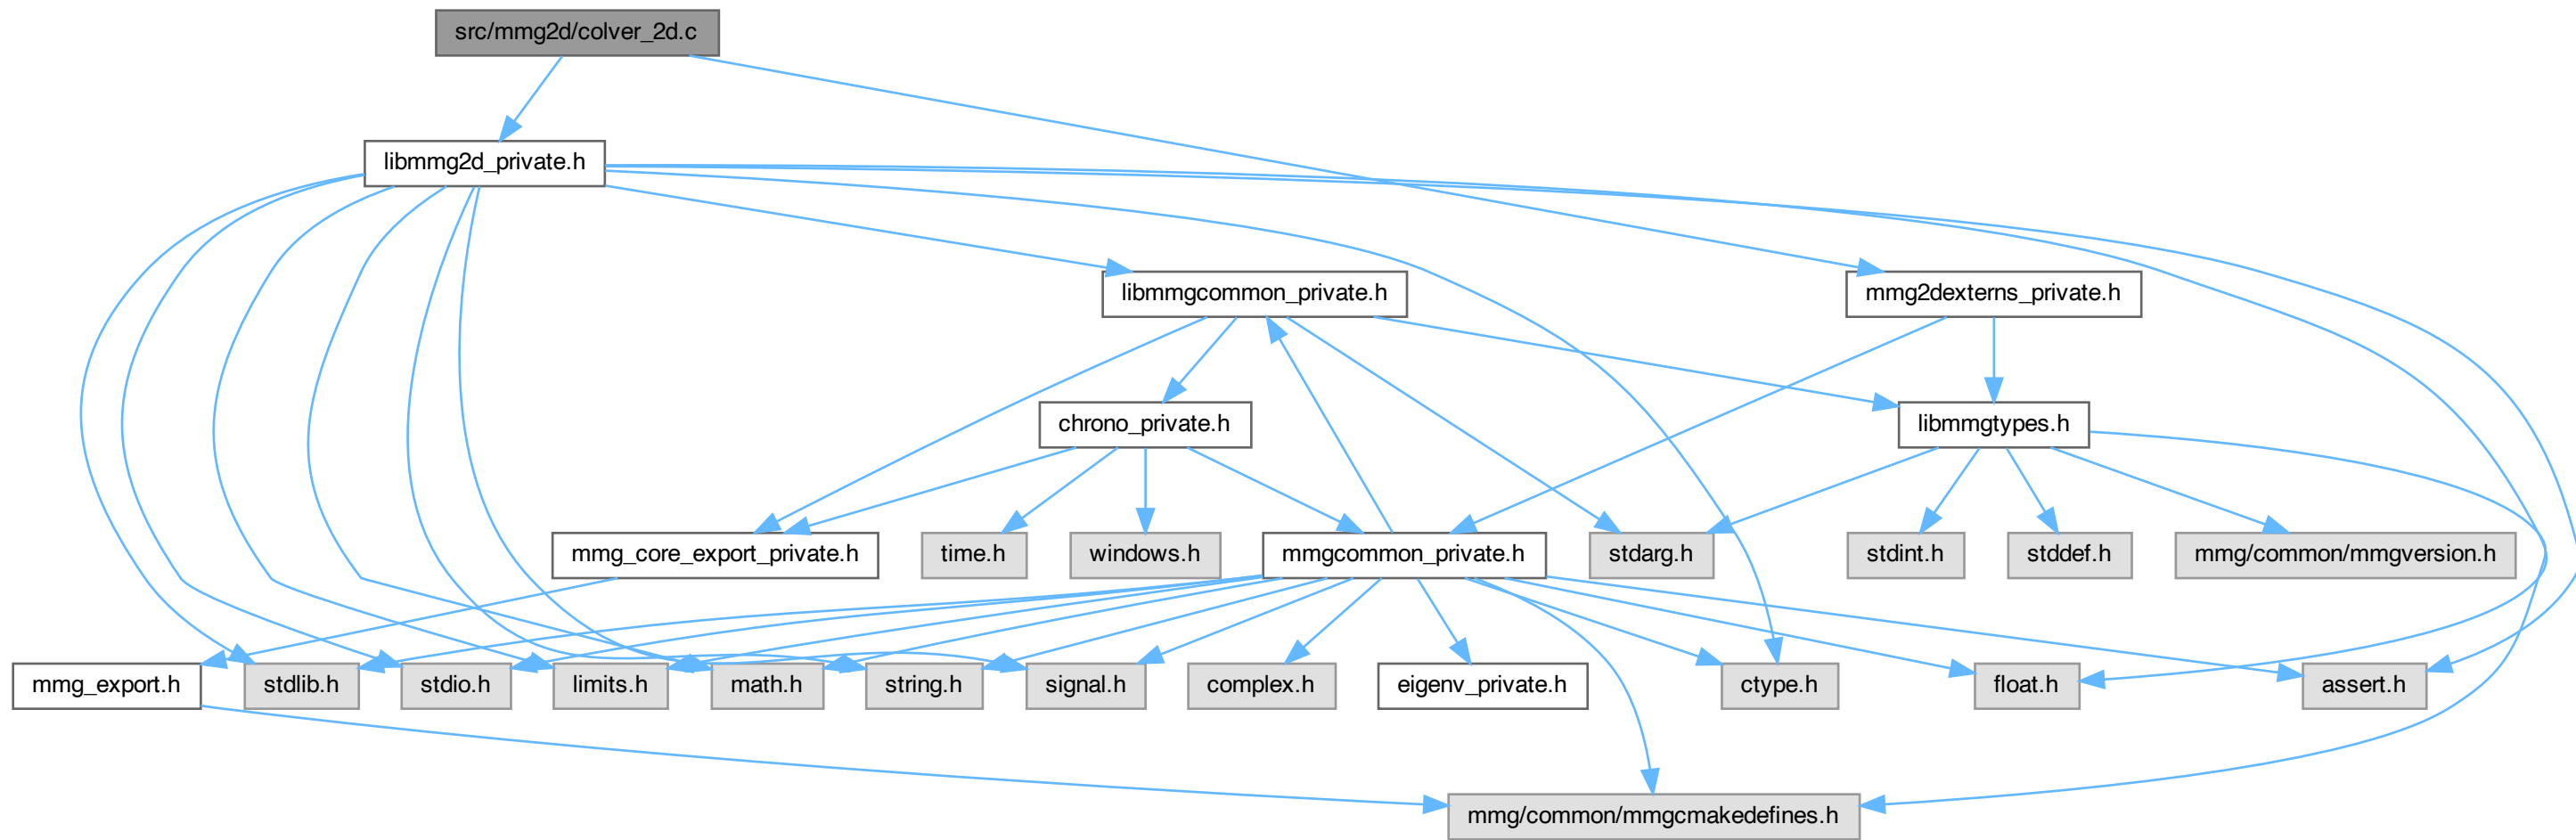 src/mmg2d/colver_2d.c
libmmg2d_private.h
libmmgcommon_private.h
mmg2dexterns_private.h
chrono_private.h
libmmgtypes.h
mmg_core_export_private.h
time.h
windows.h
mmgcommon_private.h
stdarg.h
stdint.h
stddef.h
mmg/common/mmgversion.h
mmg_export.h
stdlib.h
stdio.h
limits.h
math.h
string.h
signal.h
complex.h
eigenv_private.h
ctype.h
float.h
assert.h
mmg/common/mmgcmakedefines.h